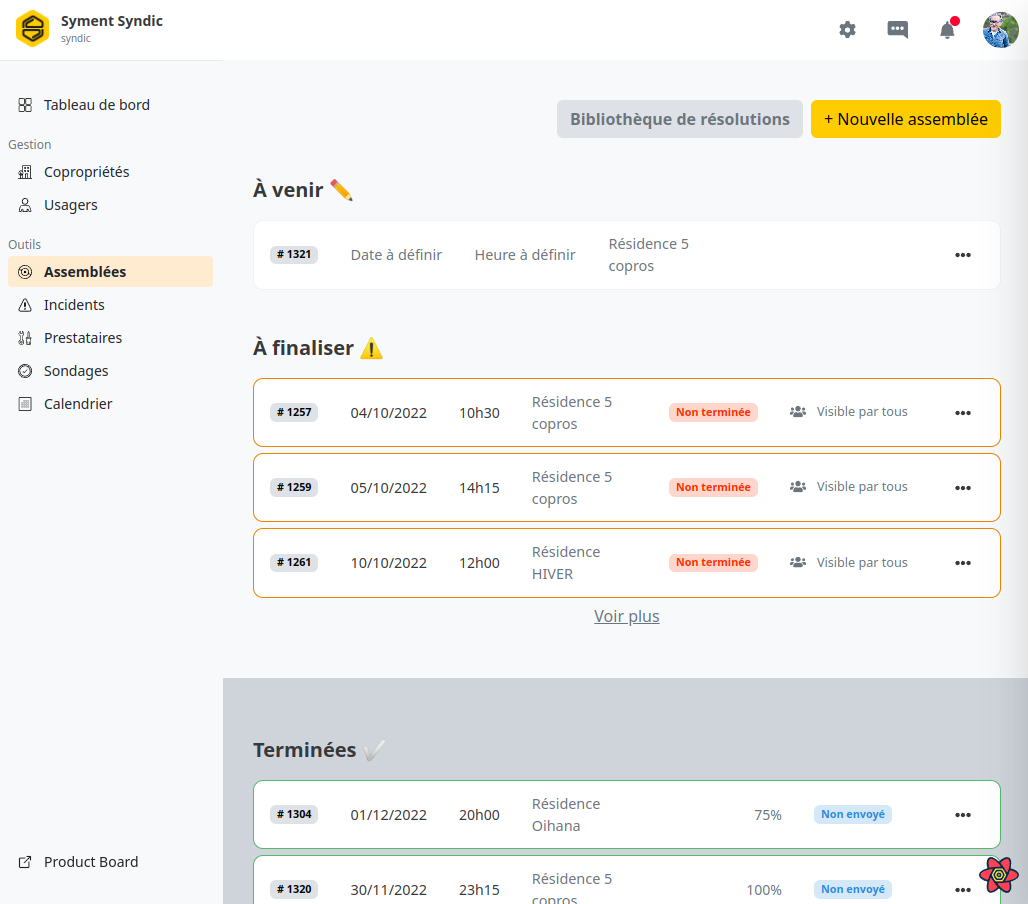 Syment Syndic
syndic
Tableau de bord
Gestion
Copropriétés
Usagers
Outils
Assemblées
Incidents
Prestataires
Sondages
Calendrier
Product Board
Bibliothèque de résolutions
+ Nouvelle assemblée
À venir ✏️
# 1321 Date à définir Heure à définir Résidence 5
copros
À finaliser ⚠️
# 1257 04/10/2022 10h30 Résidence 5 Non terminée Visible par tous
copros
# 1259 05/10/2022 14h15 Résidence 5 Non terminée Visible par tous
copros
# 1261 10/10/2022 12h00 Résidence Non terminée Visible par tous
HIVER
Voir plus
Terminées ✔️
# 1304 01/12/2022 20h00 Résidence 75% Non envoyé
Oihana
# 1320 30/11/2022 23h15 Résidence 5 100% Non envoyé
copros